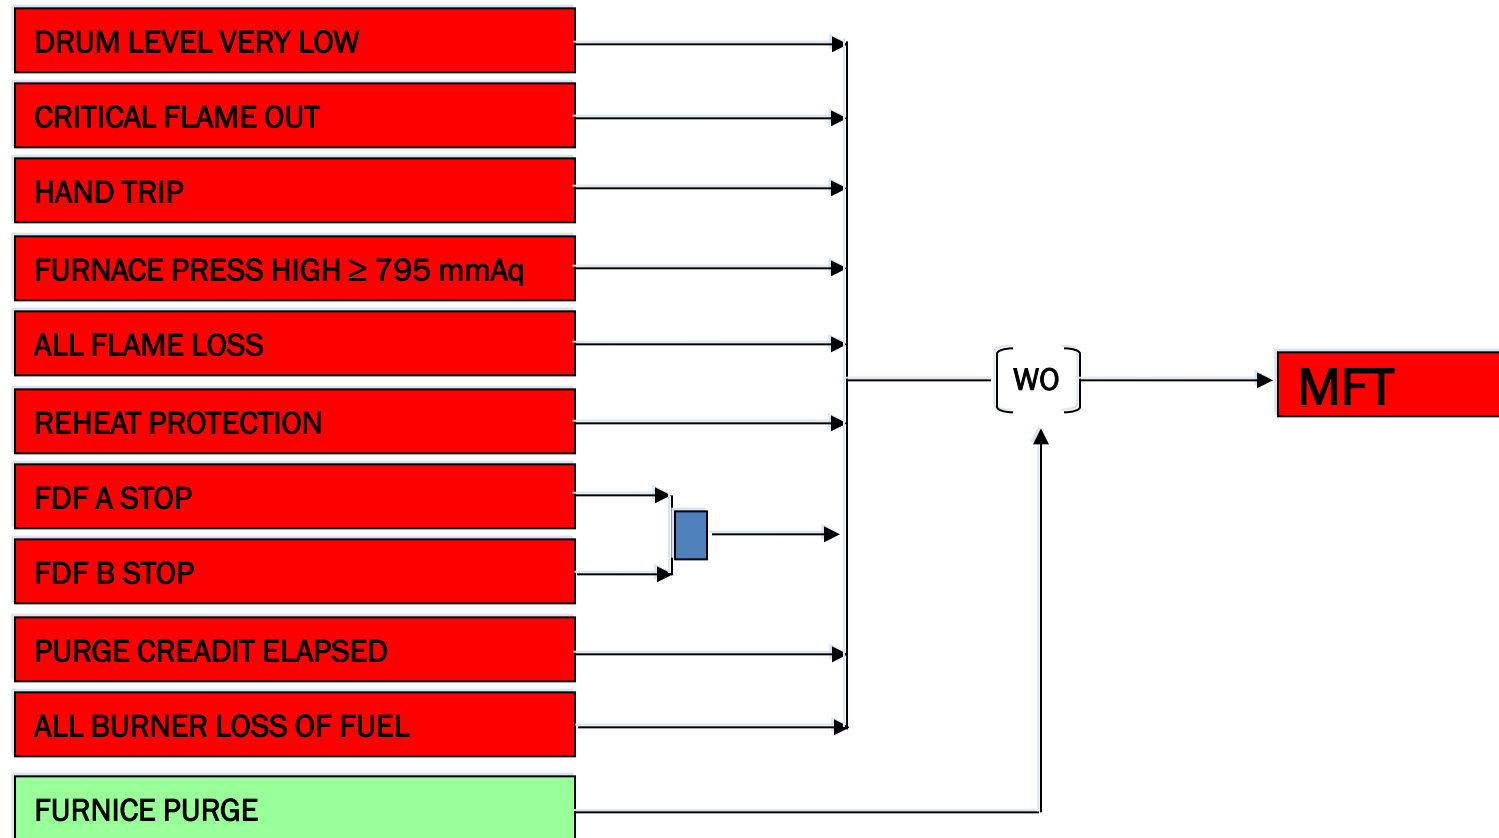 DRUM LEVEL VERY LOW
CRITICAL FLAME OUT
HAND TRIP
FURNACE PRESS HIGH ≥ 795 mmAq
ALL FLAME LOSS
REHEAT PROTECTION
FDF A STOP
FDF B STOP
PURGE CREADIT ELAPSED
ALL BURNER LOSS OF FUEL
FURNICE PURGE
WO
MFT